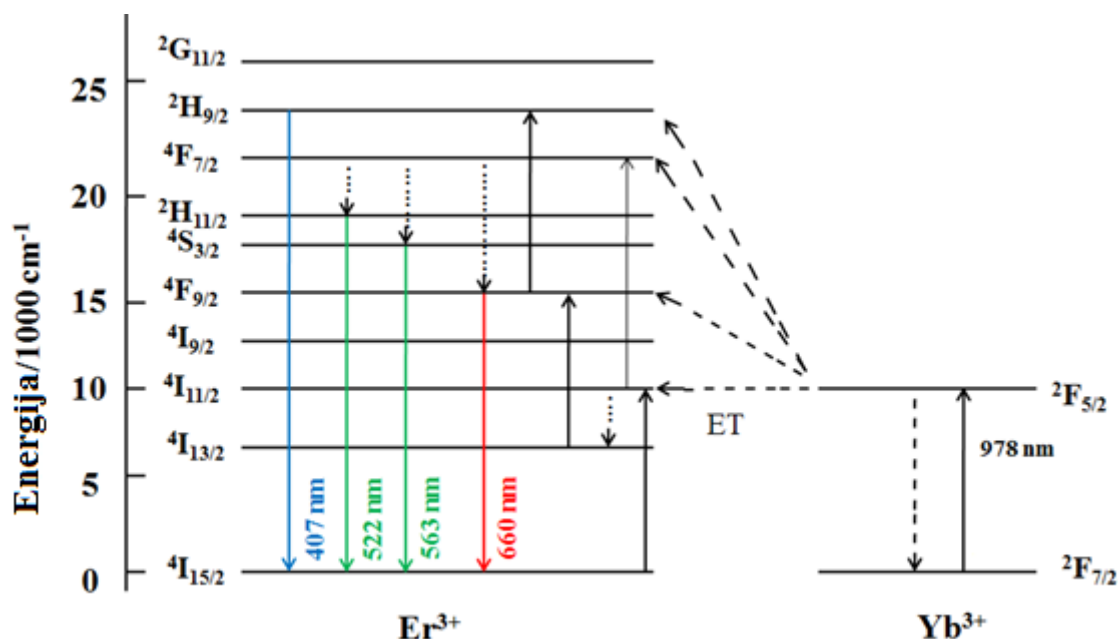 Energija/1000 cm⁻¹
25
20
15
10
5
0
²G₁₁/₂
²H₉/₂
⁴F₇/₂
²H₁₁/₂
⁴S₃/₂
⁴F₉/₂
⁴I₉/₂
⁴I₁₁/₂
⁴I₁₃/₂
⁴I₁₅/₂
407 nm
522 nm
563 nm
660 nm
ET
978 nm
²F₅/₂
²F₇/₂
Er³⁺
Yb³⁺